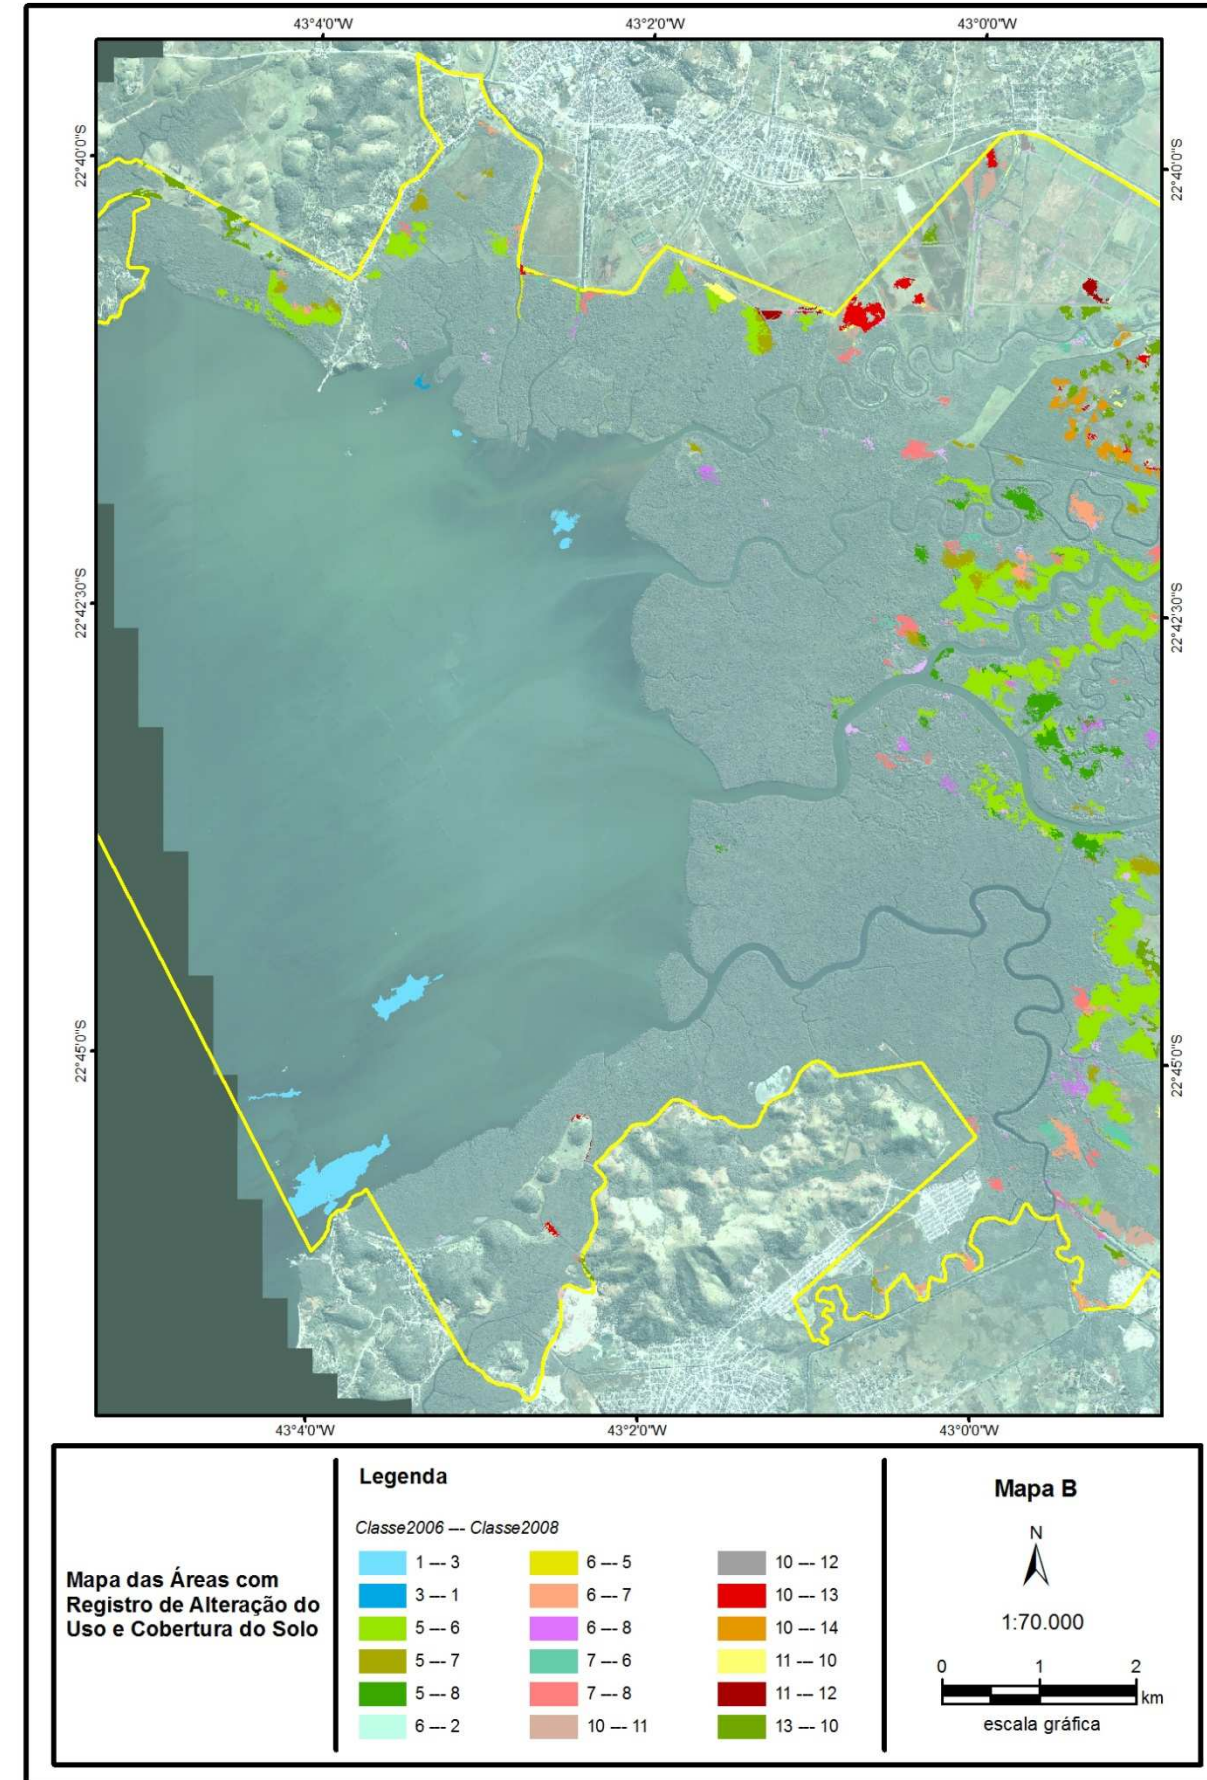 43°4'0"W 43°2'0"W 43°0'0"W
22°40'0"S 22°40'0"S
22°42'30"S 22°42'30"S
22°45'0"S 22°45'0"S
43°4'0"W 43°2'0"W 43°0'0"W
Mapa das Áreas com
Registro de Alteração do
Uso e Cobertura do Solo
Legenda
Classe2006 --- Classe2008
1 --- 3
3 --- 1
5 --- 6
5 --- 7
5 --- 8
6 --- 2
6 --- 5
6 --- 7
6 --- 8
7 --- 6
7 --- 8
10 --- 11
10 --- 12
10 --- 13
10 --- 14
11 --- 10
11 --- 12
13 --- 10
Mapa B
N
1:70.000
0 1 2
km
escala gráfica